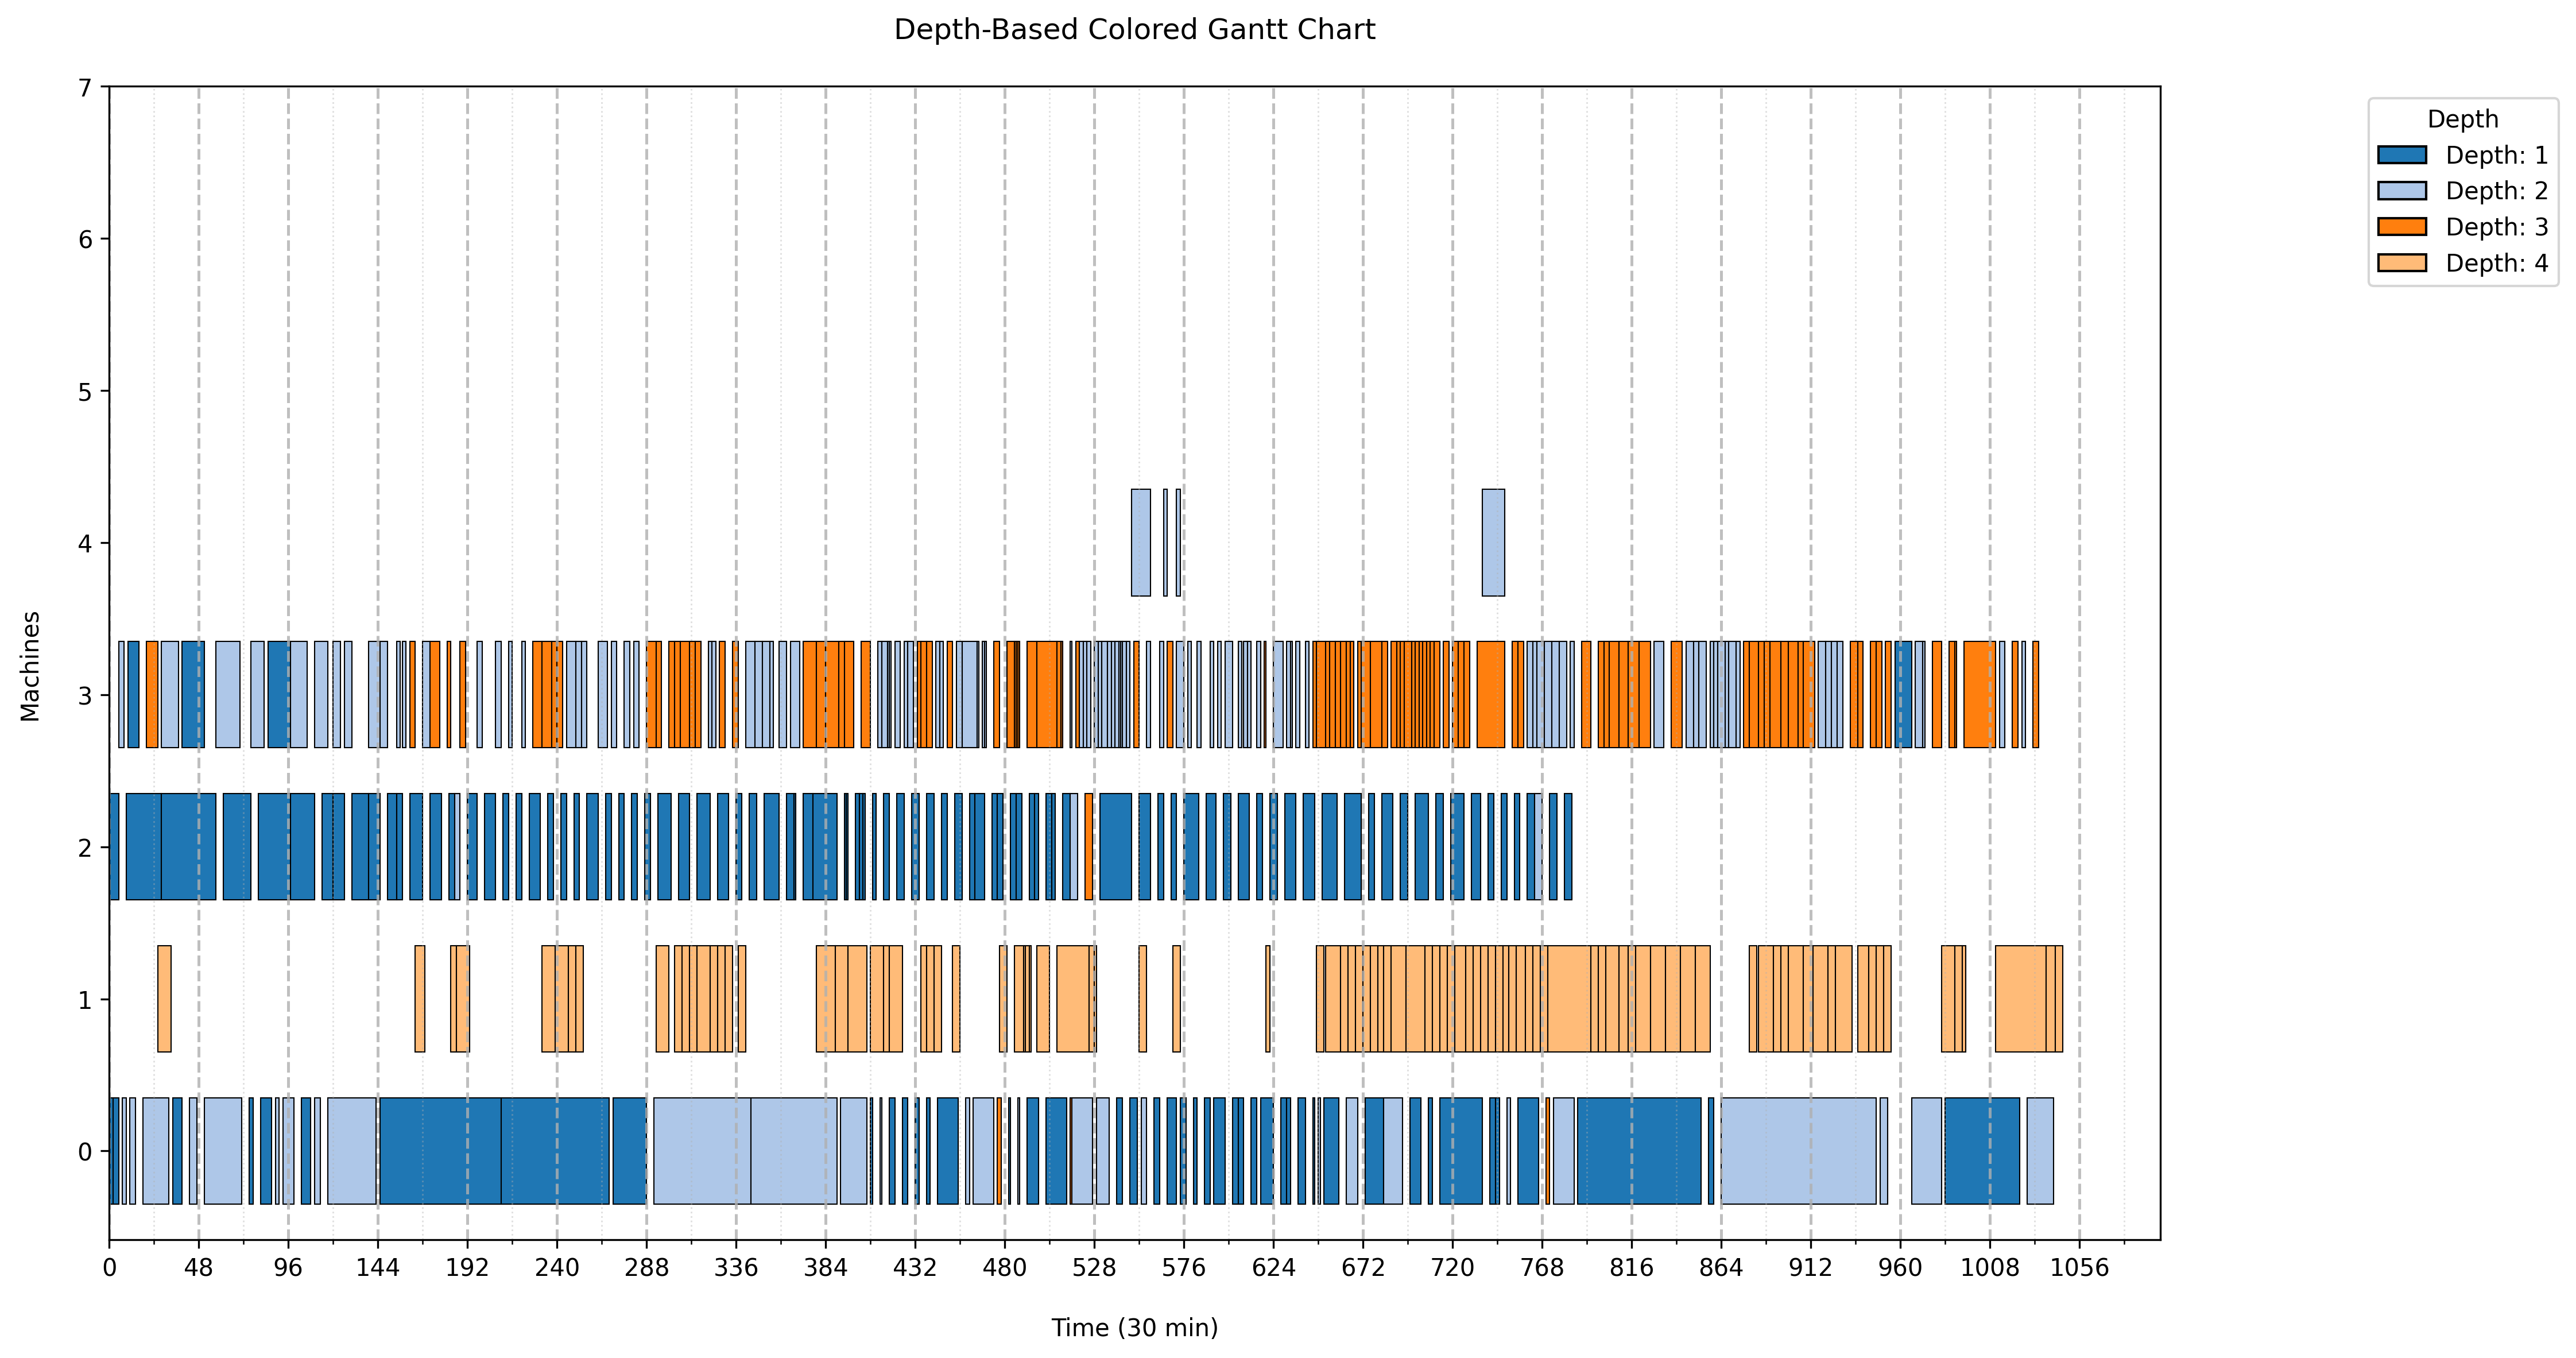 Depth-Based Colored Gantt Chart
Depth
Depth: 1
Depth: 2
Depth: 3
Depth: 4
Machines
7
6
5
4
3
2
1
0
0 48 96 144 192 240 288 336 384 432 480 528 576 624 672 720 768 816 864 912 960 1008 1056
Time (30 min)